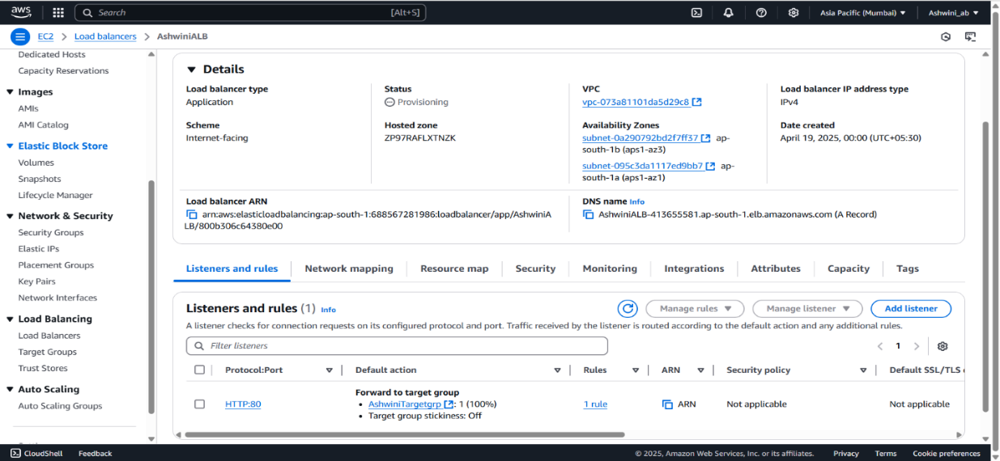 aws
Search
[Alt+S]
Asia Pacific (Mumbai)
Ashwini_ab
EC2
Load balancers
AshwiniALB
Dedicated Hosts
Capacity Reservations
Images
AMIs
AMI Catalog
Elastic Block Store
Volumes
Snapshots
Lifecycle Manager
Network & Security
Security Groups
Elastic IPs
Placement Groups
Key Pairs
Network Interfaces
Load Balancing
Load Balancers
Target Groups
Trust Stores
Auto Scaling
Auto Scaling Groups
Details
Load balancer type
Application
Status
Provisioning
VPC
vpc-073a81101da5d29c8
Load balancer IP address type
IPv4
Scheme
Internet-facing
Hosted zone
ZP97RAFLXTNZK
Availability Zones
subnet-0a290792bd2f7ff37 ap-
south-1b (aps1-az3)
subnet-095c3da1117ed9bb7 ap-
south-1a (aps1-az1)
Date created
April 19, 2025, 00:00 (UTC+05:30)
Load balancer ARN
arn:aws:elasticloadbalancing:ap-south-1:688567281986:loadbalancer/app/AshwiniA
LB/800b306c64380e00
DNS name Info
AshwiniALB-413655581.ap-south-1.elb.amazonaws.com (A Record)
Listeners and rules
Network mapping
Resource map
Security
Monitoring
Integrations
Attributes
Capacity
Tags
Listeners and rules (1) Info
Manage rules
Manage listener
Add listener
A listener checks for connection requests on its configured protocol and port. Traffic received by the listener is routed according to the default action and any additional rules.
Filter listeners
1
Protocol:Port
Default action
Rules
ARN
Security policy
Default SSL/TLS
HTTP:80
Forward to target group
• AshwiniTargetgrp : 1 (100%)
• Target group stickiness: Off
1 rule
ARN
Not applicable
Not applicable
CloudShell
Feedback
© 2025, Amazon Web Services, Inc. or its affiliates.
Privacy
Terms
Cookie preferences